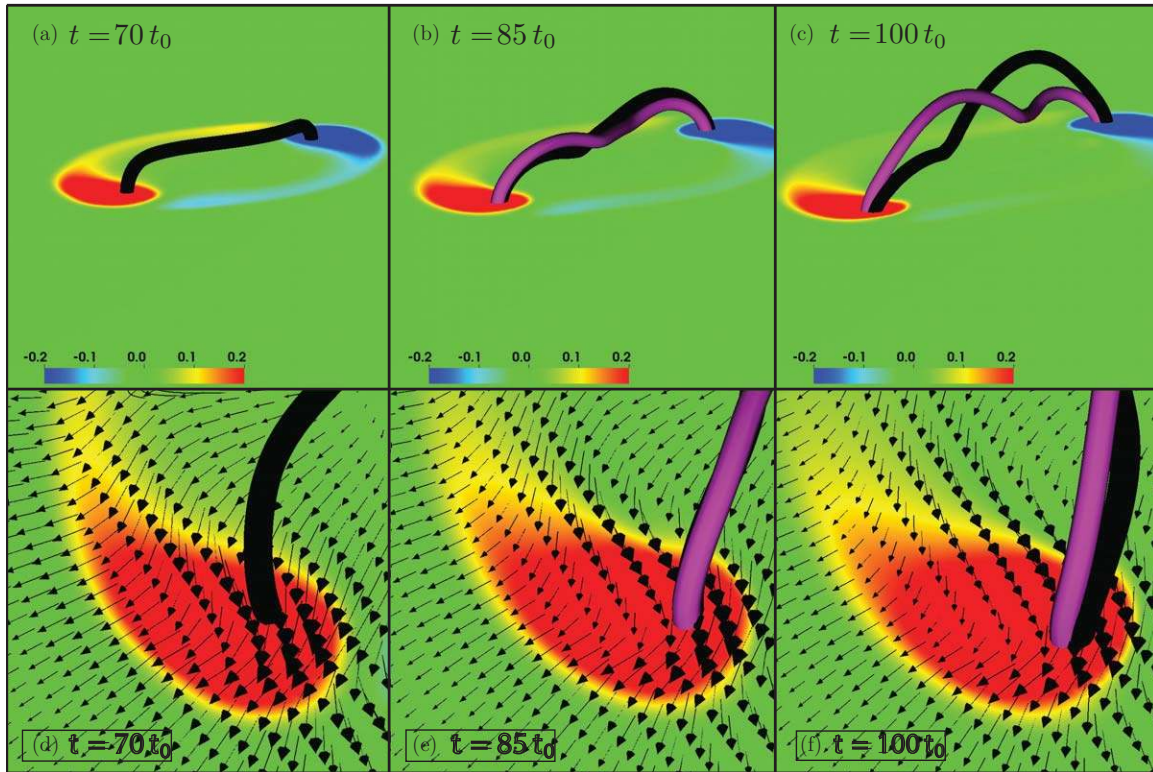 (a) t = 70 t₀
(b) t = 85 t₀
(c) t = 100 t₀
-0.2 -0.1 0.0 0.1 0.2
-0.2 -0.1 0.0 0.1 0.2
-0.2 -0.1 0.0 0.1 0.2
(d) t = 70 t₀
(e) t = 85 t₀
(f) t = 100 t₀